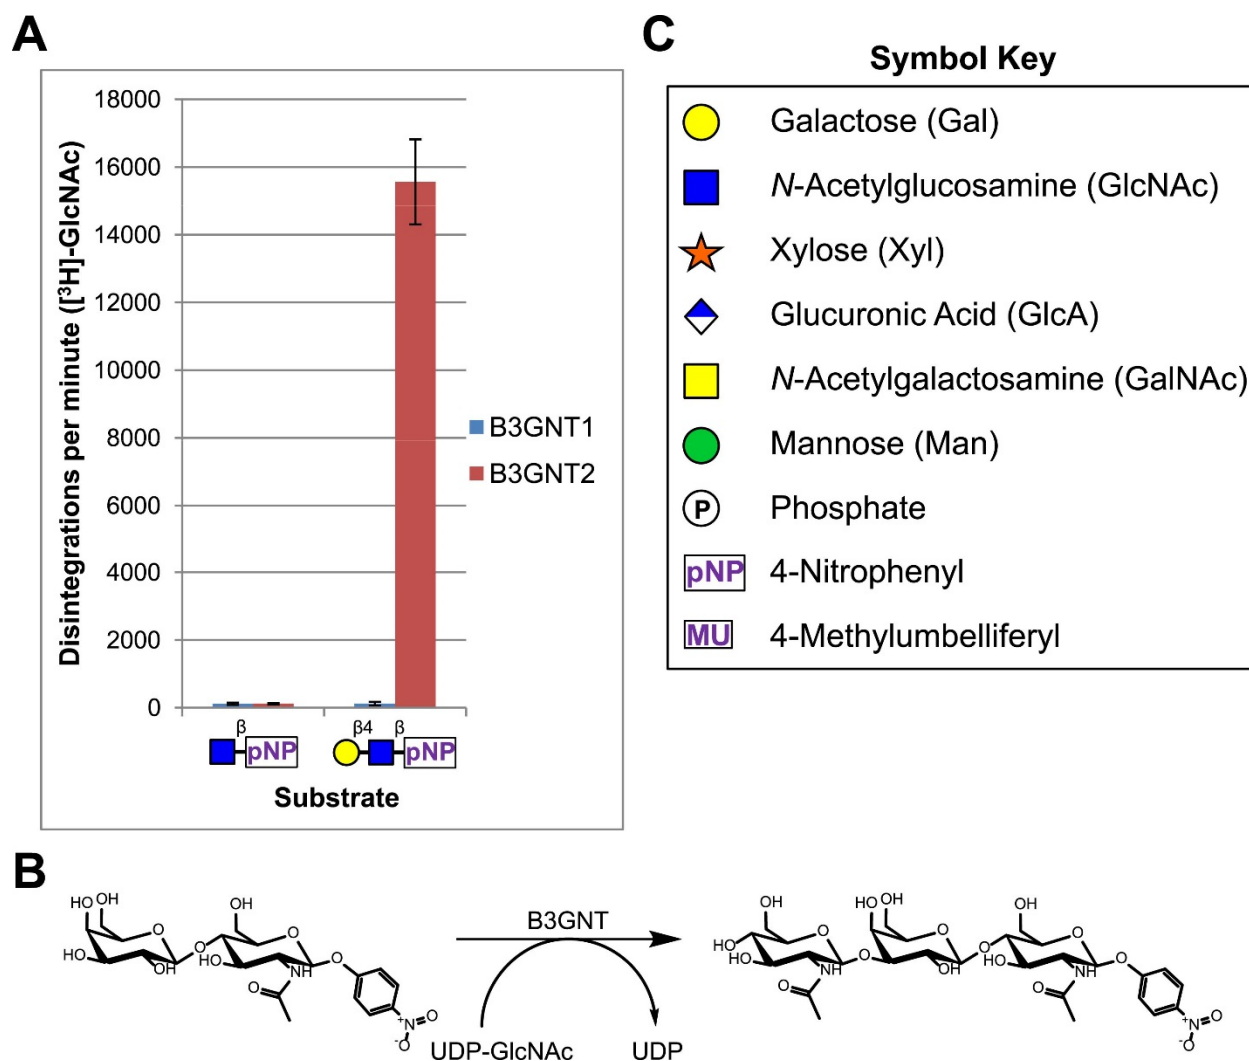 A
Disintegrations per minute ([³H]-GlcNAc)
18000
16000
14000
12000
10000
8000
6000
4000
2000
0
B3GNT1
B3GNT2
β
pNP
β4 β
pNP
Substrate
C
Symbol Key
Galactose (Gal)
N-Acetylglucosamine (GlcNAc)
Xylose (Xyl)
Glucuronic Acid (GlcA)
N-Acetylgalactosamine (GalNAc)
Mannose (Man)
P Phosphate
pNP 4-Nitrophenyl
MU 4-Methylumbelliferyl
B
HO OH
O
HO
OH
O
OH
O
HO
NH
O
O
N⁺ O
⁻O
B3GNT
UDP-GlcNAc UDP
OH
O
HO
HO
NH
O
O
HO OH
O
OH
O
OH
O
HO
NH
O
O
N⁺ O
⁻O